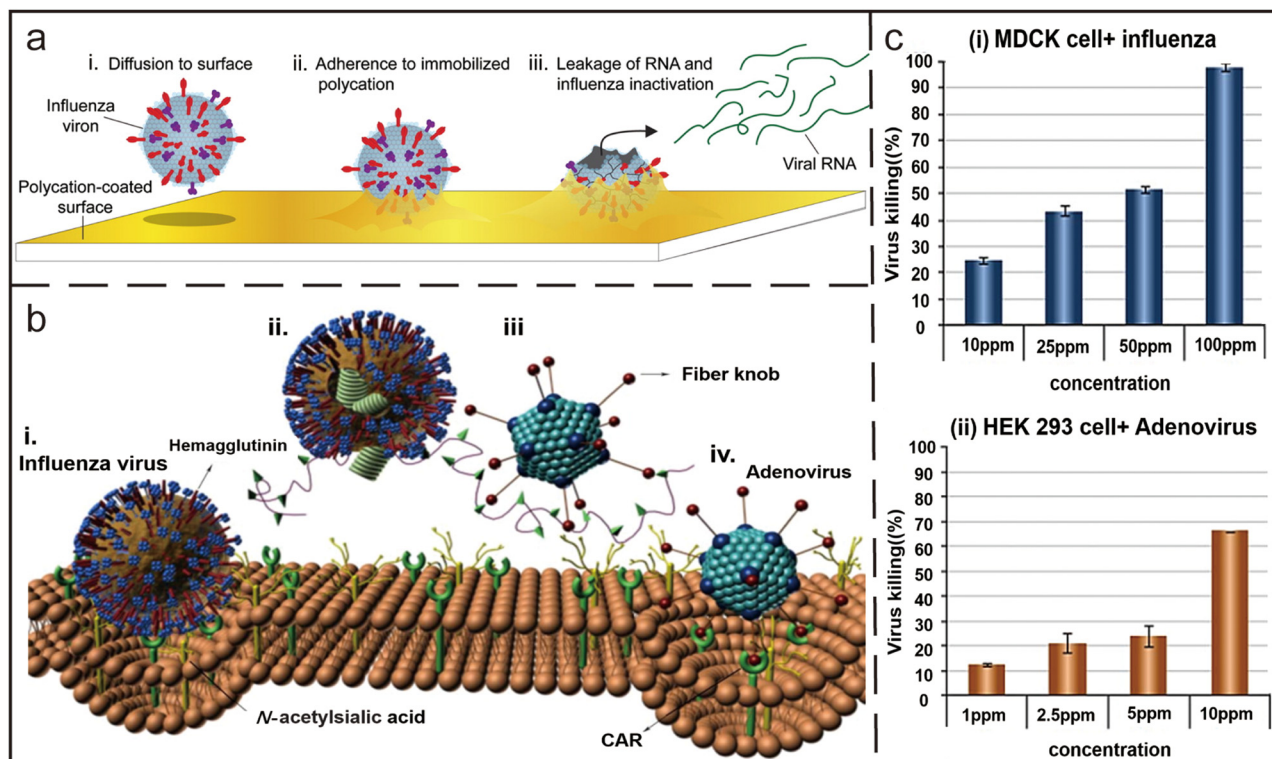 a
i. Diffusion to surface
Influenza
viron
Polycation-coated
surface
ii. Adherence to immobilized
polycation
iii. Leakage of RNA and
influenza inactivation
Viral RNA
b
i.
Influenza virus
Hemagglutinin
ii.
iii
Fiber knob
iv.
Adenovirus
N-acetylsialic acid
CAR
c
(i) MDCK cell+ influenza
Virus killing((%)
100
90
80
70
60
50
40
30
20
10
0
10ppm 25ppm 50ppm 100ppm
concentration
(ii) HEK 293 cell+ Adenovirus
Virus killing((%)
100
90
80
70
60
50
40
30
20
10
0
1ppm 2.5ppm 5ppm 10ppm
concentration